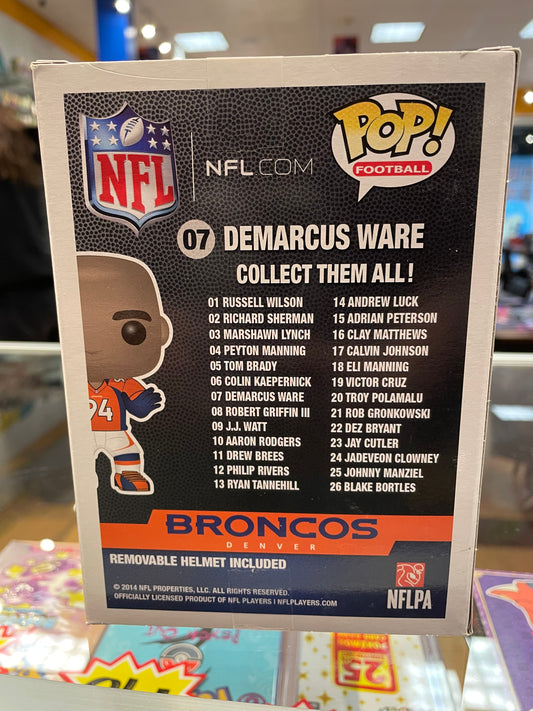 NFL
NFL.COM
POP!
FOOTBALL
07 DEMARCUS WARE
COLLECT THEM ALL!
01 RUSSELL WILSON
02 RICHARD SHERMAN
03 MARSHAWN LYNCH
04 PEYTON MANNING
05 TOM BRADY
06 COLIN KAEPERNICK
07 DEMARCUS WARE
08 ROBERT GRIFFIN III
09 J.J. WATT
10 AARON RODGERS
11 DREW BREES
12 PHILIP RIVERS
13 RYAN TANNEHILL
14 ANDREW LUCK
15 ADRIAN PETERSON
16 CLAY MATTHEWS
17 CALVIN JOHNSON
18 ELI MANNING
19 VICTOR CRUZ
20 TROY POLAMALU
21 ROB GRONKOWSKI
22 DEZ BRYANT
23 JAY CUTLER
24 JADEVEON CLOWNEY
25 JOHNNY MANZIEL
26 BLAKE BORTLES
94
BRONCOS
DENVER
REMOVABLE HELMET INCLUDED
© 2014 NFL PROPERTIES, LLC. ALL RIGHTS RESERVED.
OFFICIALLY LICENSED PRODUCT OF NFL PLAYERS | NFLPLAYERS.COM
NFLPA
25